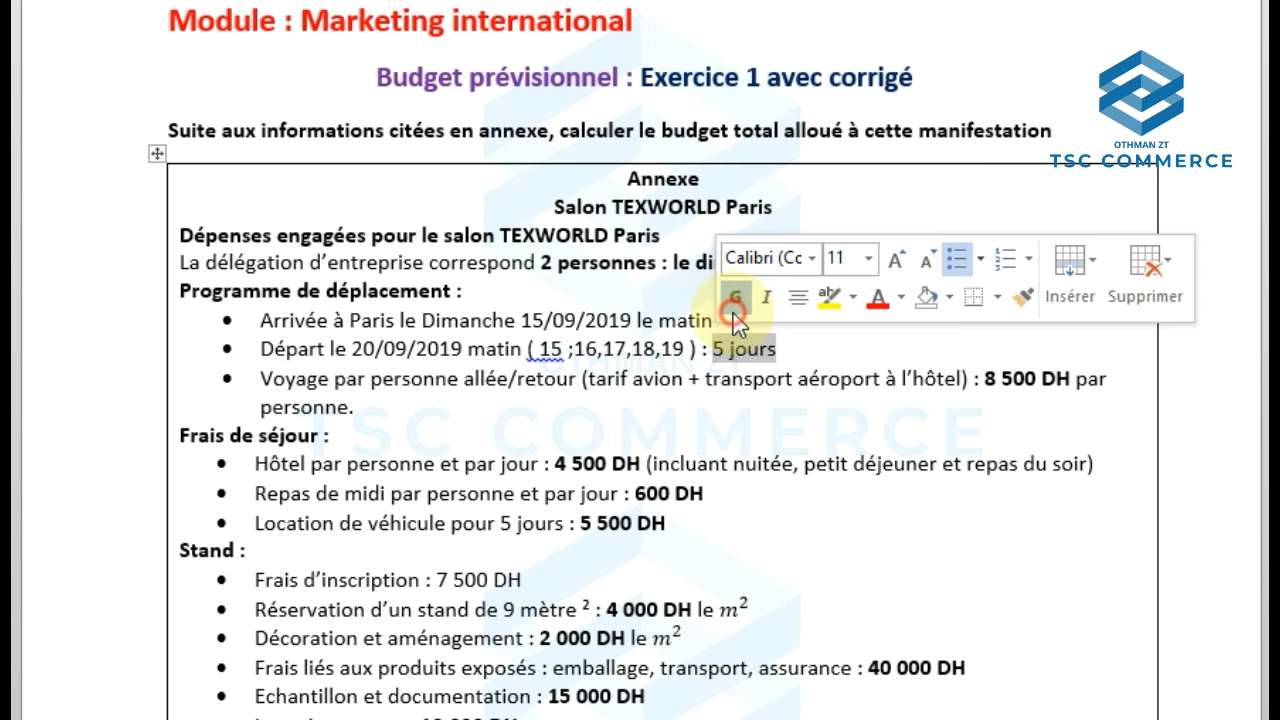 Module : Marketing international
Budget prévisionnel : Exercice 1 avec corrigé
OTHMAN ZT
TSC COMMERCE
Suite aux informations citées en annexe, calculer le budget total alloué à cette manifestation
Annexe
Salon TEXWORLD Paris
Dépenses engagées pour le salon TEXWORLD Paris
La délégation d'entreprise correspond 2 personnes : le di
Calibri (Cc 11
G I Insérer Supprimer
Programme de déplacement :
• Arrivée à Paris le Dimanche 15/09/2019 le matin
• Départ le 20/09/2019 matin ( 15 ;16,17,18,19 ) : 5 jours
OTHMAN ZT
• Voyage par personne allée/retour (tarif avion + transport aéroport à l'hôtel) : 8 500 DH par
personne.
TSC COMMERCE
Frais de séjour :
• Hôtel par personne et par jour : 4 500 DH (incluant nuitée, petit déjeuner et repas du soir)
• Repas de midi par personne et par jour : 600 DH
• Location de véhicule pour 5 jours : 5 500 DH
Stand :
• Frais d'inscription : 7 500 DH
• Réservation d'un stand de 9 mètre ² : 4 000 DH le m²
• Décoration et aménagement : 2 000 DH le m²
• Frais liés aux produits exposés : emballage, transport, assurance : 40 000 DH
• Echantillon et documentation : 15 000 DH